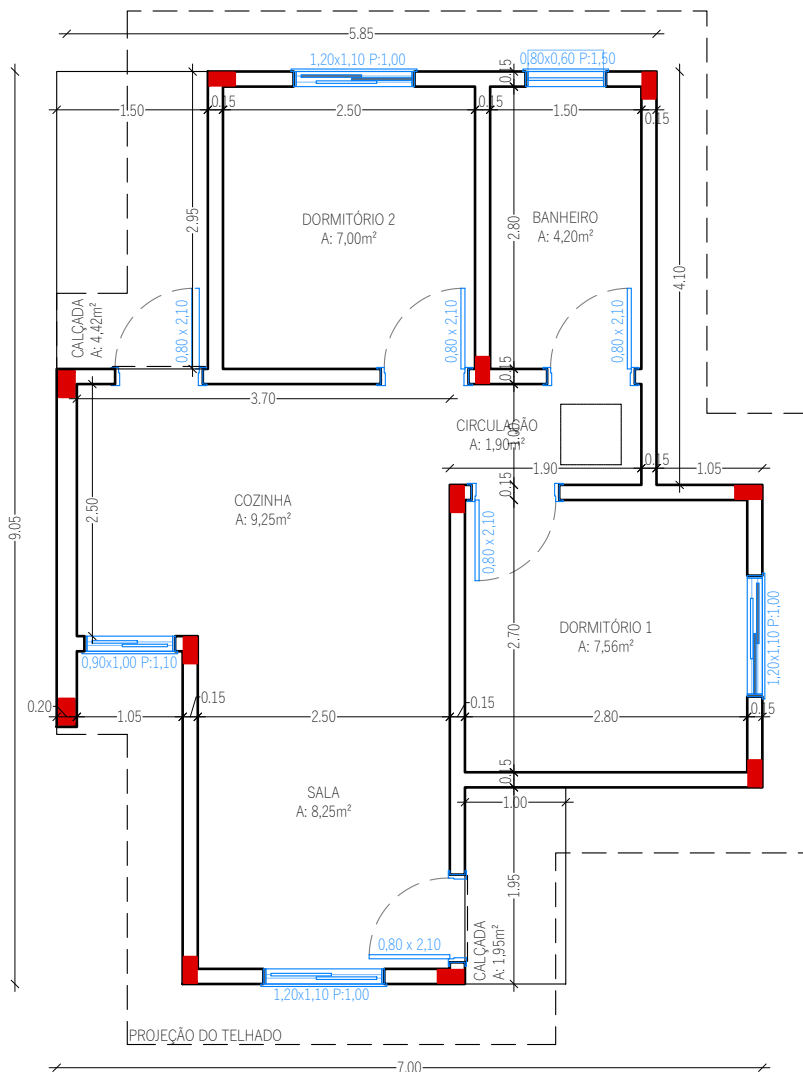 5.85
1,20x1,10 P:1,00
0,80x0,60 P:1,50
1.50
0.15
2.50
0.15
1.50
0.15
0.15
2.95
2.80
4.10
9.05
DORMITÓRIO 2
A: 7,00m²
BANHEIRO
A: 4,20m²
CALÇADA
A: 4,42m²
0,80 x 2,10
0,80 x 2,10
0,80 x 2,10
0.15
3.70
CIRCULAÇÃO
A: 1,90m²
1.00
1.90
0.15
1.05
0.15
2.50
COZINHA
A: 9,25m²
0,80 x 2,10
DORMITÓRIO 1
A: 7,56m²
2.70
1,20x1,10 P:1,00
0,90x1,00 P:1,10
0.20
1.05
0.15
2.50
0.15
2.80
0.15
0.15
SALA
A: 8,25m²
1.00
1.95
0,80 x 2,10
CALÇADA
A: 1,95m²
1,20x1,10 P:1,00
PROJEÇÃO DO TELHADO
7.00